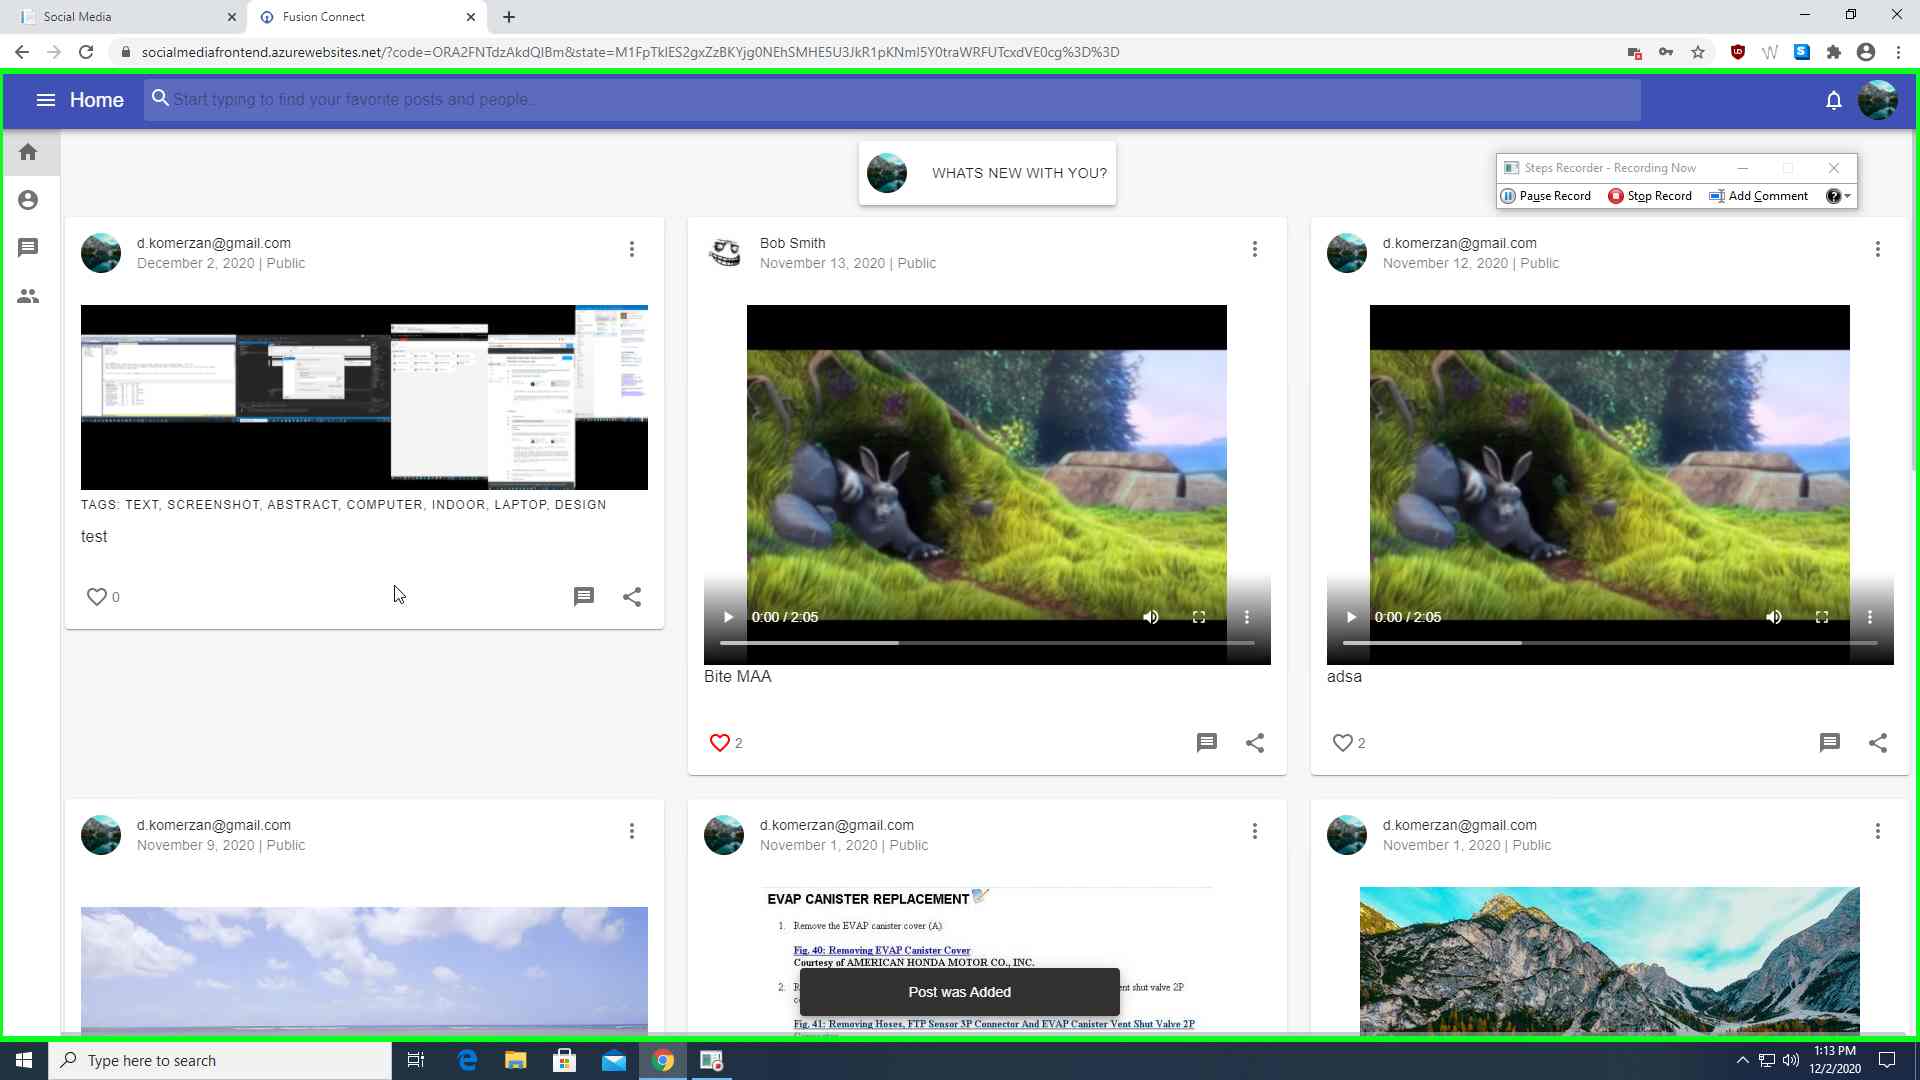 Social Media
Fusion Connect
socialmediafrontend.azurewebsites.net/?code=ORA2FNTdzAkdQIBm&state=M1FpTklES2gxZzBKYjg0NEhSMHE5U3JkR1pKNml5Y0traWRFUTcxdVE0cg%3D%3D
Home
Start typing to find your favorite posts and people..
WHATS NEW WITH YOU?
Steps Recorder - Recording Now
Pause Record
Stop Record
Add Comment
d.komerzan@gmail.com
December 2, 2020 | Public
TAGS: TEXT, SCREENSHOT, ABSTRACT, COMPUTER, INDOOR, LAPTOP, DESIGN
test
0
Bob Smith
November 13, 2020 | Public
0:00 / 2:05
Bite MAA
2
d.komerzan@gmail.com
November 12, 2020 | Public
0:00 / 2:05
adsa
2
d.komerzan@gmail.com
November 9, 2020 | Public
d.komerzan@gmail.com
November 1, 2020 | Public
EVAP CANISTER REPLACEMENT
1. Remove the EVAP canister cover (A).
Fig. 40: Removing EVAP Canister Cover
Courtesy of AMERICAN HONDA MOTOR CO., INC.
2. shut valve 2P
Fig. 41: Removing Hoses, FTP Sensor 3P Connector And EVAP Canister Vent Shut Valve 2P
d.komerzan@gmail.com
November 1, 2020 | Public
Post was Added
Type here to search
1:13 PM
12/2/2020